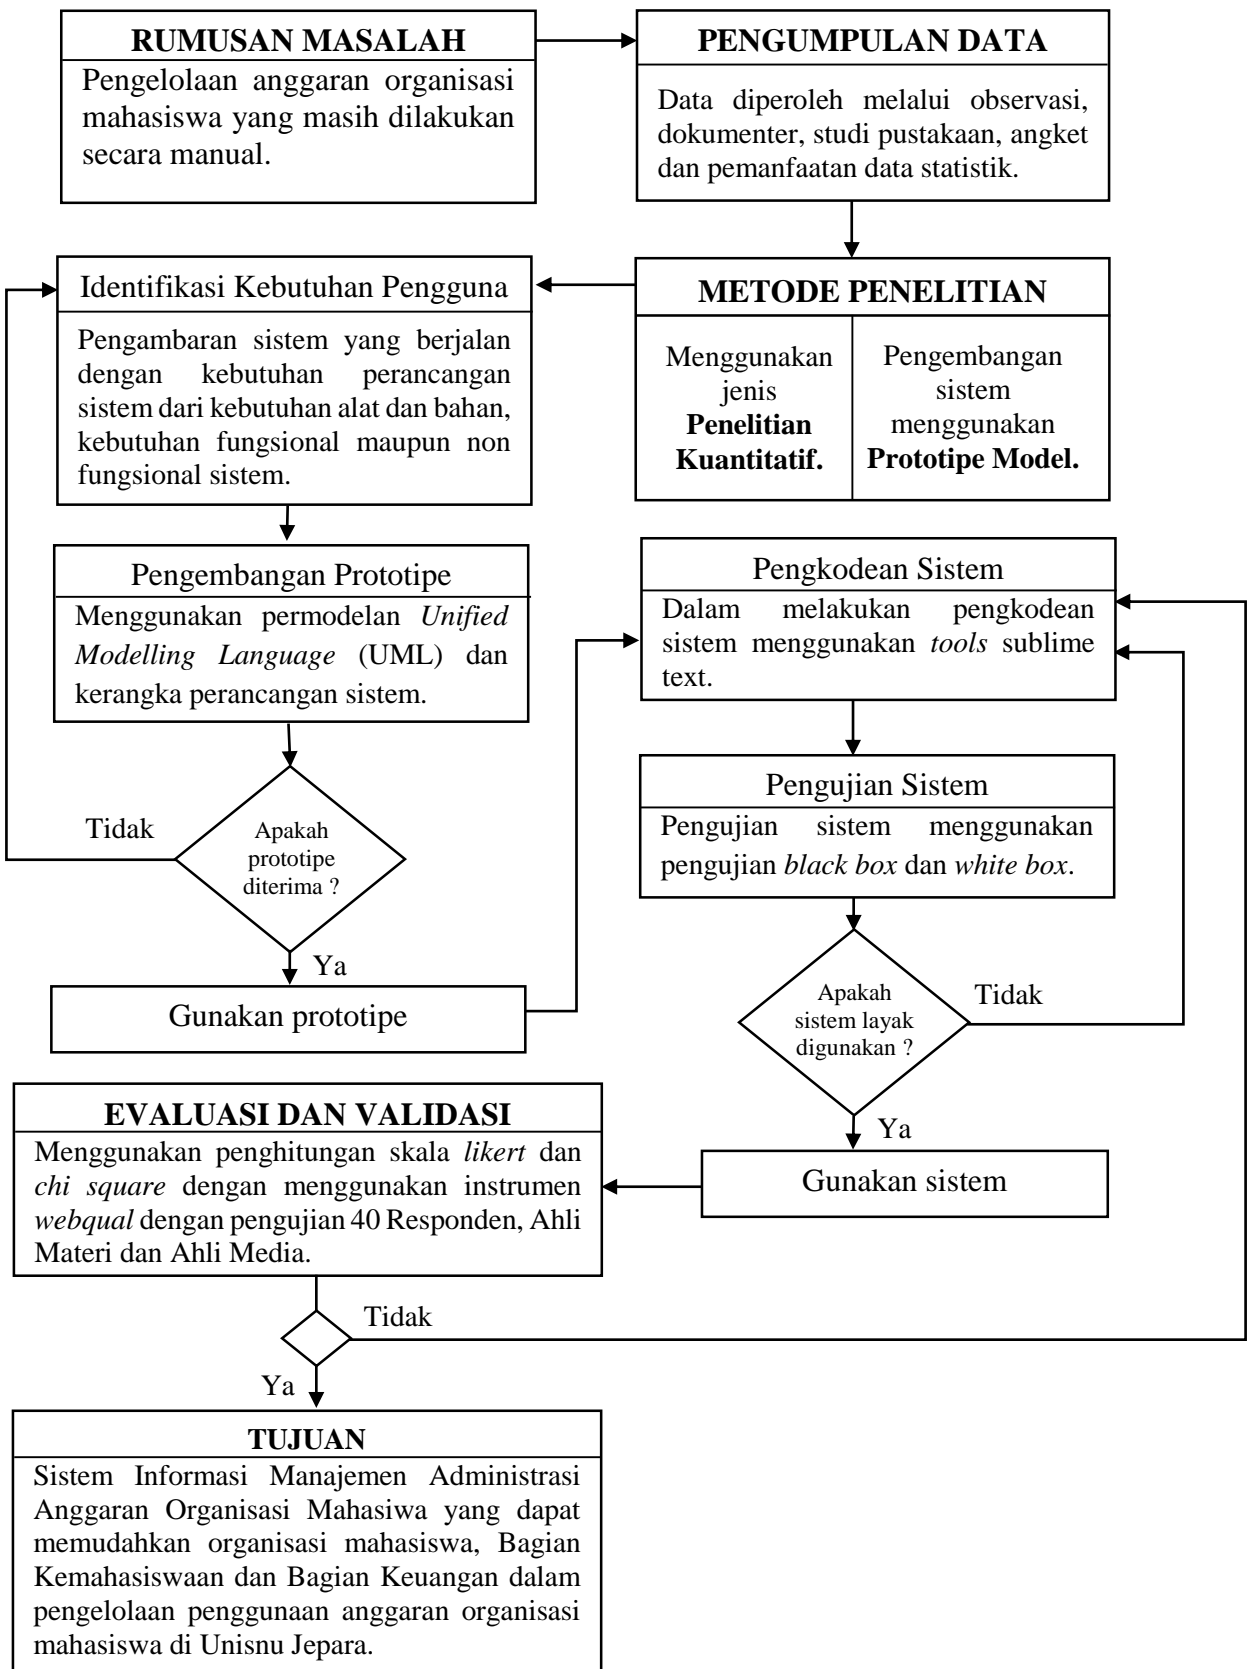 RUMUSAN MASALAH
Pengelolaan anggaran organisasi
mahasiswa yang masih dilakukan
secara manual.
PENGUMPULAN DATA
Data diperoleh melalui observasi,
dokumenter, studi pustakaan, angket
dan pemanfaatan data statistik.
METODE PENELITIAN
Menggunakan
jenis
Penelitian
Kuantitatif.
Pengembangan
sistem
menggunakan
Prototipe Model.
Identifikasi Kebutuhan Pengguna
Pengambaran sistem yang berjalan
dengan kebutuhan perancangan
sistem dari kebutuhan alat dan bahan,
kebutuhan fungsional maupun non
fungsional sistem.
Pengembangan Prototipe
Menggunakan permodelan Unified
Modelling Language (UML) dan
kerangka perancangan sistem.
Apakah
prototipe
diterima ?
Tidak
Ya
Gunakan prototipe
Pengkodean Sistem
Dalam melakukan pengkodean
sistem menggunakan tools sublime
text.
Pengujian Sistem
Pengujian sistem menggunakan
pengujian black box dan white box.
Apakah
sistem layak
digunakan ?
Tidak
Ya
Gunakan sistem
EVALUASI DAN VALIDASI
Menggunakan penghitungan skala likert dan
chi square dengan menggunakan instrumen
webqual dengan pengujian 40 Responden, Ahli
Materi dan Ahli Media.
Tidak
Ya
TUJUAN
Sistem Informasi Manajemen Administrasi
Anggaran Organisasi Mahasiwa yang dapat
memudahkan organisasi mahasiswa, Bagian
Kemahasiswaan dan Bagian Keuangan dalam
pengelolaan penggunaan anggaran organisasi
mahasiswa di Unisnu Jepara.